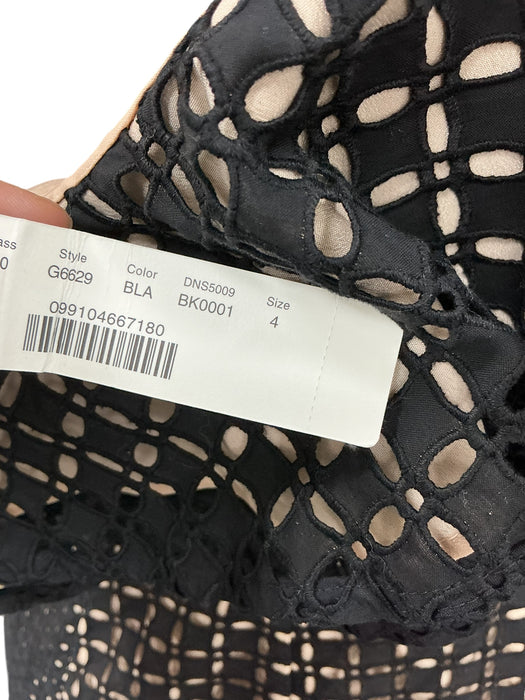 ass Style Color DNS5009 Size
0 G6629 BLA BK0001 4
099104667180